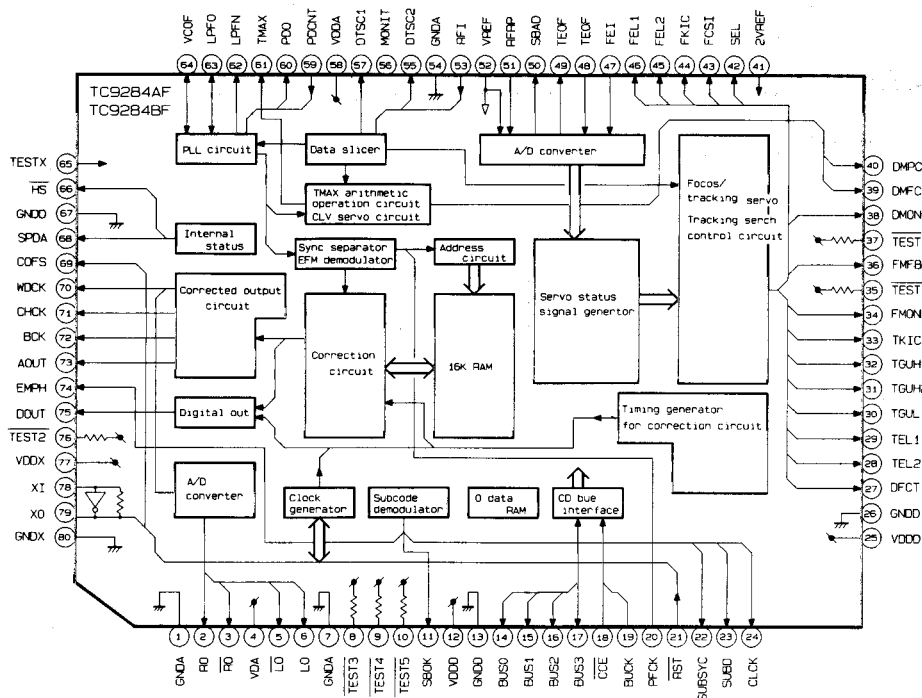 VCOF LPFO LPFN TMAX PDO PDCNT VDDA DTSC1 MONIT DTSC2 GNDA RFI VREF RFRP SBAD TEOF TEOF FEI FEL1 FEL2 FKIC FCSI SEL 2VREF
64 63 62 61 60 59 58 57 56 55 54 53 52 51 50 49 48 47 46 45 44 43 42 41
TC9284AF
TC9284BF
PLL circuit
Data slicer
A/D converter
TMAX arithmetic
operation circuit
CLV servo circuit
Focos/
tracking servo
Tracking serch
control circuit
Internal
status
Sync separator
EFM demodulator
Address
circuit
Corrected output
circuit
Correction
circuit
16K RAM
Servo status
signal genertor
Digital out
Timing generator
for correction circuit
A/D
converter
Clock
generator
Subcode
demodulator
O data
RAM
CD bue
interface
TESTX 65
HS 66
GNDD 67
SPDA 68
COFS 69
WDCK 70
CHCK 71
BCK 72
AOUT 73
EMPH 74
DOUT 75
TEST2 76
VDDX 77
XI 78
XO 79
GNDX 80
40 DMPC
39 DMFC
38 DMON
37 TEST
36 FMFB
35 TEST
34 FMON
33 TKIC
32 TGUH
31 TGUH
30 TGUL
29 TEL1
28 TEL2
27 DFCT
26 GNDD
25 VDDD
1 2 3 4 5 6 7 8 9 10 11 12 13 14 15 16 17 18 19 20 21 22 23 24
GNDA RO RO VDA LO LO GNDA TEST3 TEST4 TEST5 SBOK VDDD GNDD BUS0 BUS1 BUS2 BUS3 CCE BUCK PFCK RST SUBSYC SUBD CLCK